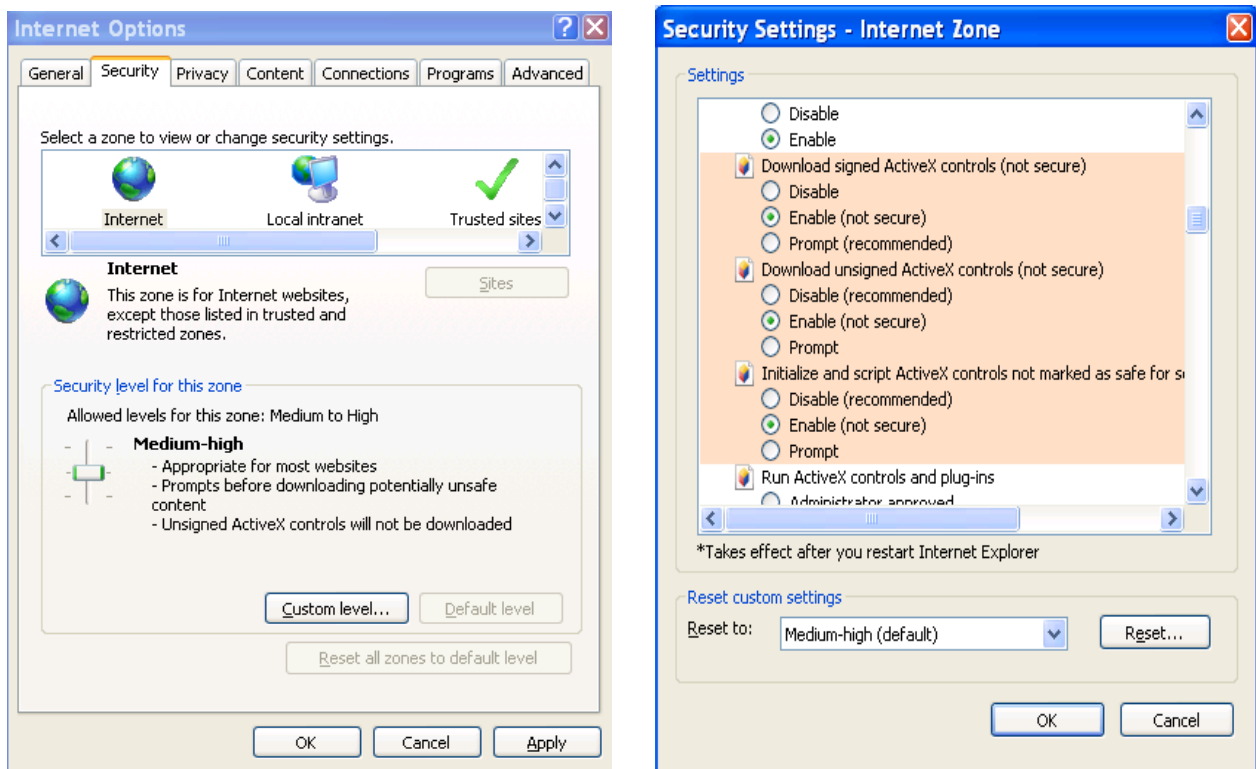 Internet Options
General Security Privacy Content Connections Programs Advanced
Select a zone to view or change security settings.
Internet Local intranet Trusted sites
Internet
This zone is for Internet websites,
except those listed in trusted and
restricted zones.
Sites
Security level for this zone
Allowed levels for this zone: Medium to High
Medium-high
- Appropriate for most websites
- Prompts before downloading potentially unsafe
content
- Unsigned ActiveX controls will not be downloaded
Custom level... Default level
Reset all zones to default level
OK Cancel Apply
Security Settings - Internet Zone
Settings
Disable
Enable
Download signed ActiveX controls (not secure)
Disable
Enable (not secure)
Prompt (recommended)
Download unsigned ActiveX controls (not secure)
Disable (recommended)
Enable (not secure)
Prompt
Initialize and script ActiveX controls not marked as safe for s
Disable (recommended)
Enable (not secure)
Prompt
Run ActiveX controls and plug-ins
Administrator approved
*Takes effect after you restart Internet Explorer
Reset custom settings
Reset to: Medium-high (default) Reset...
OK Cancel